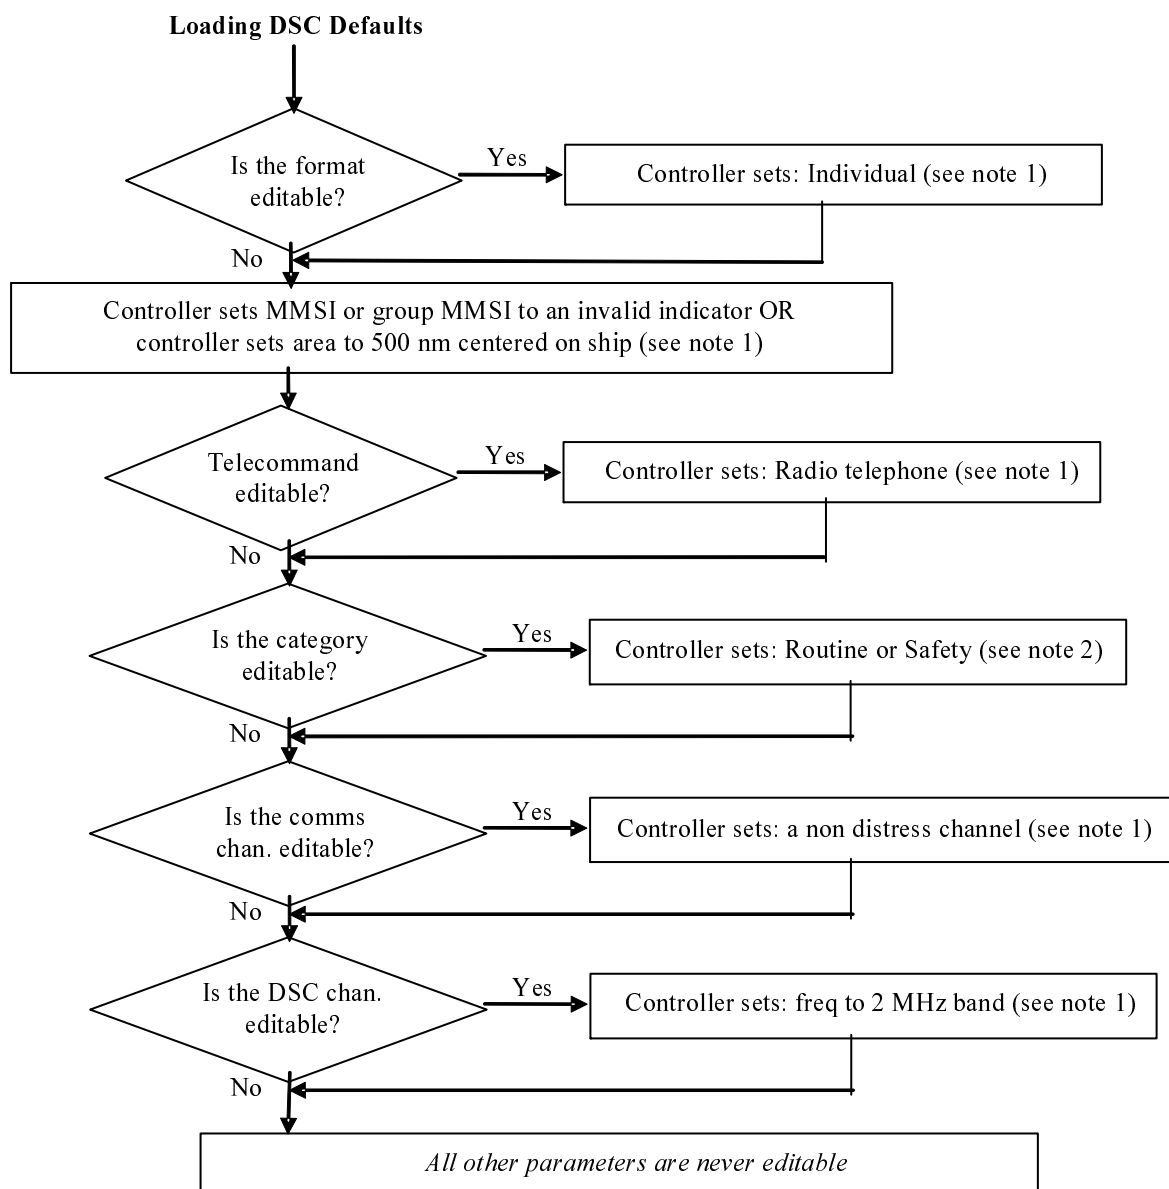 Loading DSC Defaults
Is the format
editable?
Yes
Controller sets: Individual (see note 1)
No
Controller sets MMSI or group MMSI to an invalid indicator OR
controller sets area to 500 nm centered on ship (see note 1)
Telecommand
editable?
Yes
Controller sets: Radio telephone (see note 1)
No
Is the category
editable?
Yes
Controller sets: Routine or Safety (see note 2)
No
Is the comms
chan. editable?
Yes
Controller sets: a non distress channel (see note 1)
No
Is the DSC chan.
editable?
Yes
Controller sets: freq to 2 MHz band (see note 1)
No
All other parameters are never editable